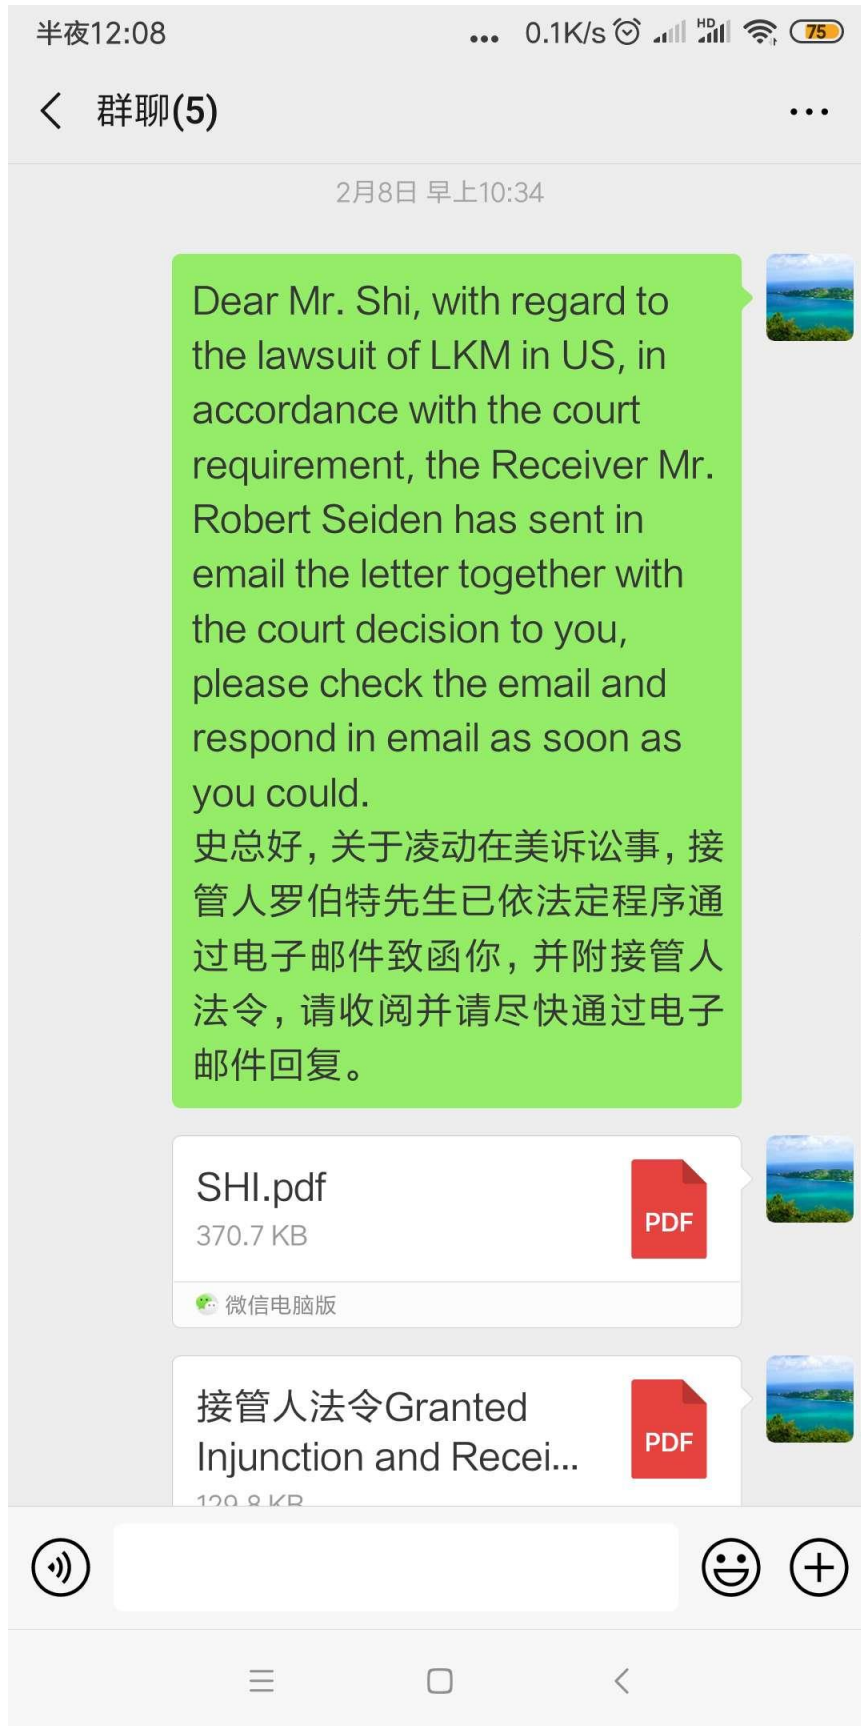 半夜12:08
... 0.1K/s HD 75
群聊(5)
2月8日 早上10:34
Dear Mr. Shi, with regard to
the lawsuit of LKM in US, in
accordance with the court
requirement, the Receiver Mr.
Robert Seiden has sent in
email the letter together with
the court decision to you,
please check the email and
respond in email as soon as
you could.
史总好，关于凌动在美诉讼事，接
管人罗伯特先生已依法定程序通
过电子邮件致函你，并附接管人
法令，请收阅并请尽快通过电子
邮件回复。
SHI.pdf
PDF
370.7 KB
微信电脑版
接管人法令Granted
Injunction and Recei...
PDF
129.8 KB